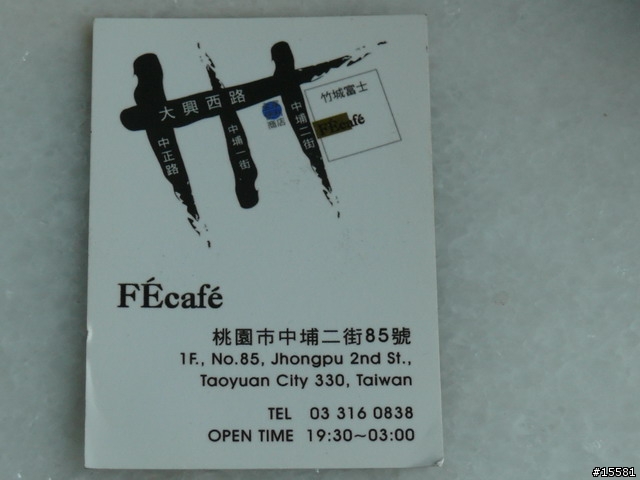 大興西路
中正路
中埔一街
中埔二街
商店
竹城富士
FÉcafé
FÉcafé
桃園市中埔二街85號
1F., No.85, Jhongpu 2nd St.,
Taoyuan City 330, Taiwan
TEL 03 316 0838
OPEN TIME 19:30~03:00
#15581